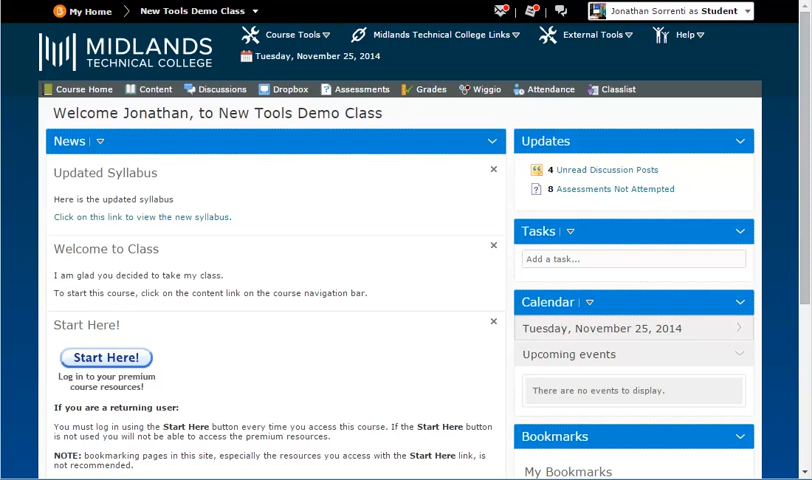 My Home
New Tools Demo Class
Jonathan Sorrenti as Student
MIDLANDS
TECHNICAL COLLEGE
Course Tools
Midlands Technical College Links
External Tools
Help
Tuesday, November 25, 2014
Course Home
Content
Discussions
Dropbox
Assessments
Grades
Wiggio
Attendance
Classlist
Welcome Jonathan, to New Tools Demo Class
News
Updated Syllabus
Here is the updated syllabus
Click on this link to view the new syllabus.
Welcome to Class
I am glad you decided to take my class.
To start this course, click on the content link on the course navigation bar.
Start Here!
Start Here!
Log in to your premium
course resources!
If you are a returning user:
You must log in using the Start Here button every time you access this course. If the Start Here button
is not used you will not be able to access the premium resources.
NOTE: bookmarking pages in this site, especially the resources you access with the Start Here link, is
not recommended.
Updates
4 Unread Discussion Posts
8 Assessments Not Attempted
Tasks
Add a task...
Calendar
Tuesday, November 25, 2014
Upcoming events
There are no events to display.
Bookmarks
My Bookmarks